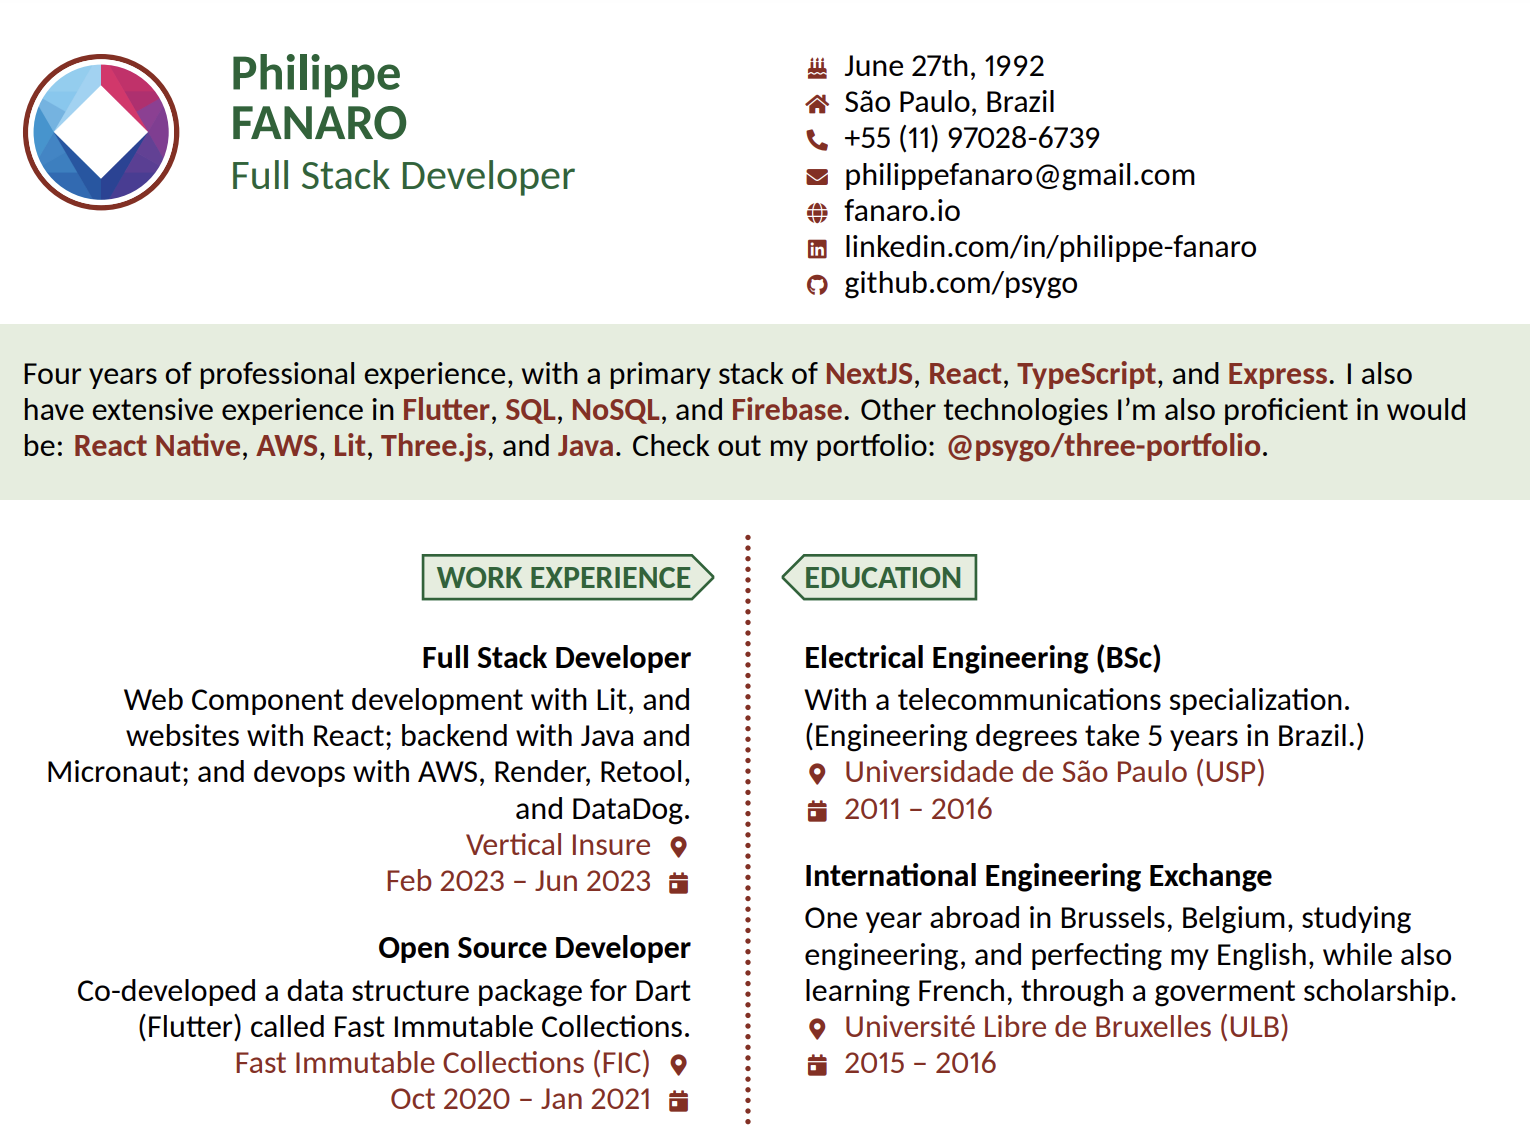 Philippe
FANARO
Full Stack Developer
June 27th, 1992
São Paulo, Brazil
+55 (11) 97028-6739
philippefanaro@gmail.com
fanaro.io
linkedin.com/in/philippe-fanaro
github.com/psygo
Four years of professional experience, with a primary stack of NextJS, React, TypeScript, and Express. I also
have extensive experience in Flutter, SQL, NoSQL, and Firebase. Other technologies I’m also proficient in would
be: React Native, AWS, Lit, Three.js, and Java. Check out my portfolio: @psygo/three-portfolio.
WORK EXPERIENCE
Full Stack Developer
Web Component development with Lit, and
websites with React; backend with Java and
Micronaut; and devops with AWS, Render, Retool,
and DataDog.
Vertical Insure
Feb 2023 – Jun 2023
Open Source Developer
Co-developed a data structure package for Dart
(Flutter) called Fast Immutable Collections.
Fast Immutable Collections (FIC)
Oct 2020 – Jan 2021
EDUCATION
Electrical Engineering (BSc)
With a telecommunications specialization.
(Engineering degrees take 5 years in Brazil.)
Universidade de São Paulo (USP)
2011 – 2016
International Engineering Exchange
One year abroad in Brussels, Belgium, studying
engineering, and perfecting my English, while also
learning French, through a goverment scholarship.
Université Libre de Bruxelles (ULB)
2015 – 2016